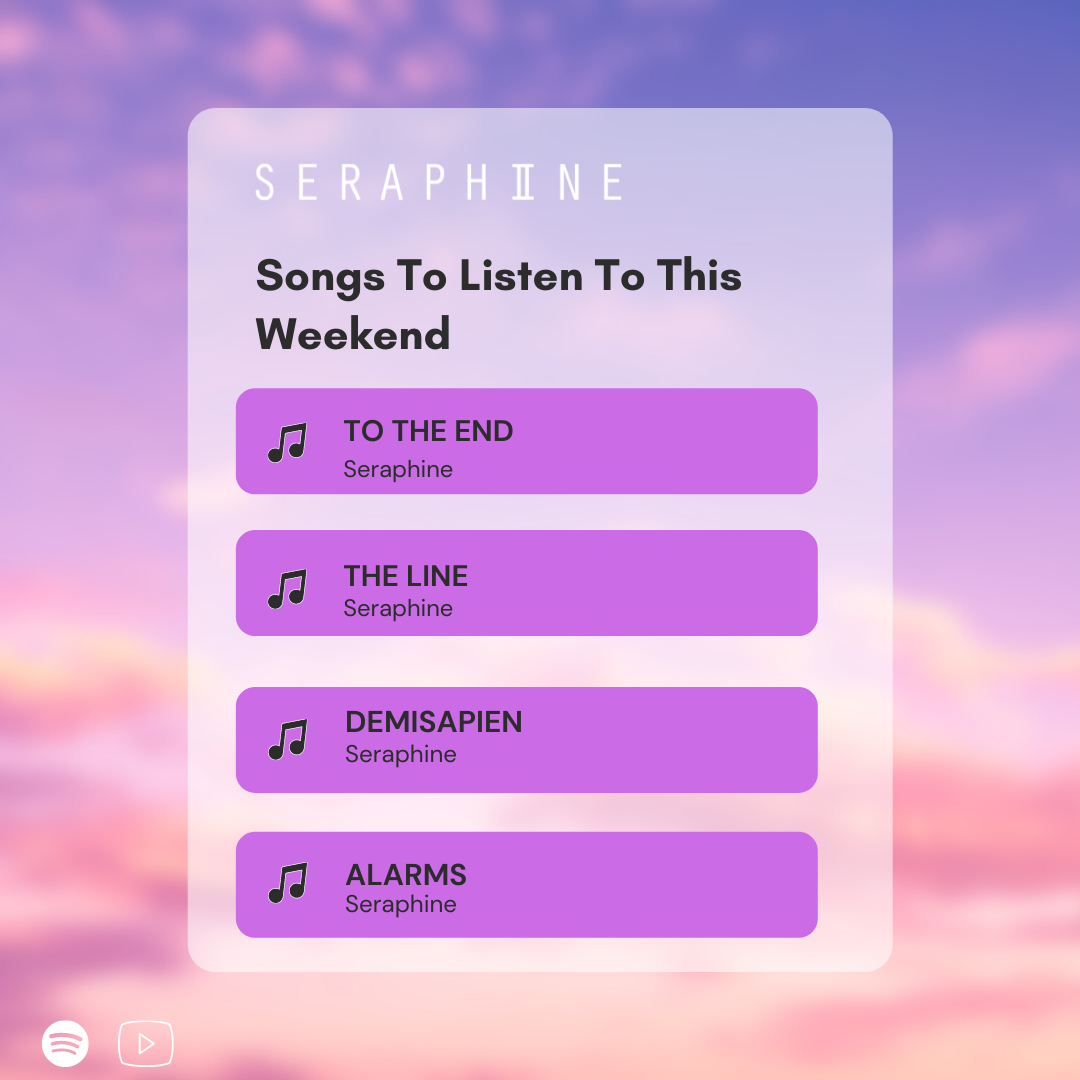 SERAPHINE
Songs To Listen To This
Weekend
TO THE END
Seraphine
THE LINE
Seraphine
DEMISAPIEN
Seraphine
ALARMS
Seraphine